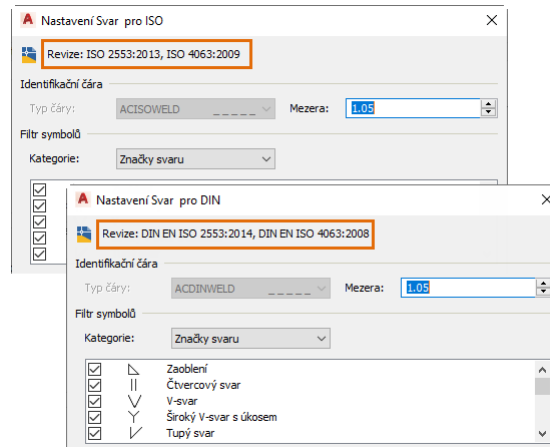 Nastavení Svar pro ISO
Revize: ISO 2553:2013, ISO 4063:2009
Identifikační čára
Typ čáry: ACISOWELD _ _ _ _ _ Mezera: 1.05
Filtr symbolů
Kategorie: Značky svaru
Nastavení Svar pro DIN
Revize: DIN EN ISO 2553:2014, DIN EN ISO 4063:2008
Identifikační čára
Typ čáry: ACDINWELD _ _ _ _ _ Mezera: 1.05
Filtr symbolů
Kategorie: Značky svaru
Zaoblení
Čtvercový svar
V-svar
Široký V-svar s úkosem
Tupý svar